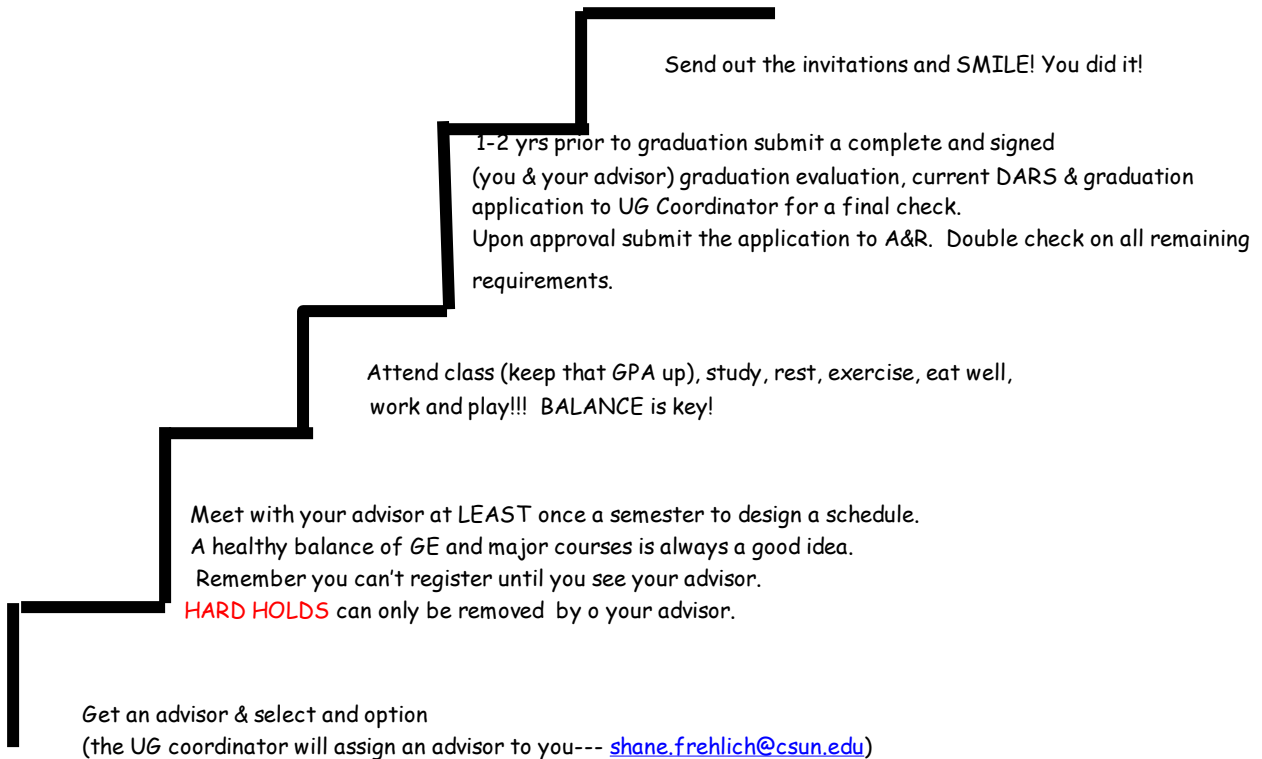 Send out the invitations and SMILE! You did it!
1-2 yrs prior to graduation submit a complete and signed
(you & your advisor) graduation evaluation, current DARS & graduation
application to UG Coordinator for a final check.
Upon approval submit the application to A&R. Double check on all remaining
requirements.
Attend class (keep that GPA up), study, rest, exercise, eat well,
work and play!!! BALANCE is key!
Meet with your advisor at LEAST once a semester to design a schedule.
A healthy balance of GE and major courses is always a good idea.
Remember you can't register until you see your advisor.
HARD HOLDS can only be removed by o your advisor.
Get an advisor & select and option
(the UG coordinator will assign an advisor to you--- shane.frehlich@csun.edu)